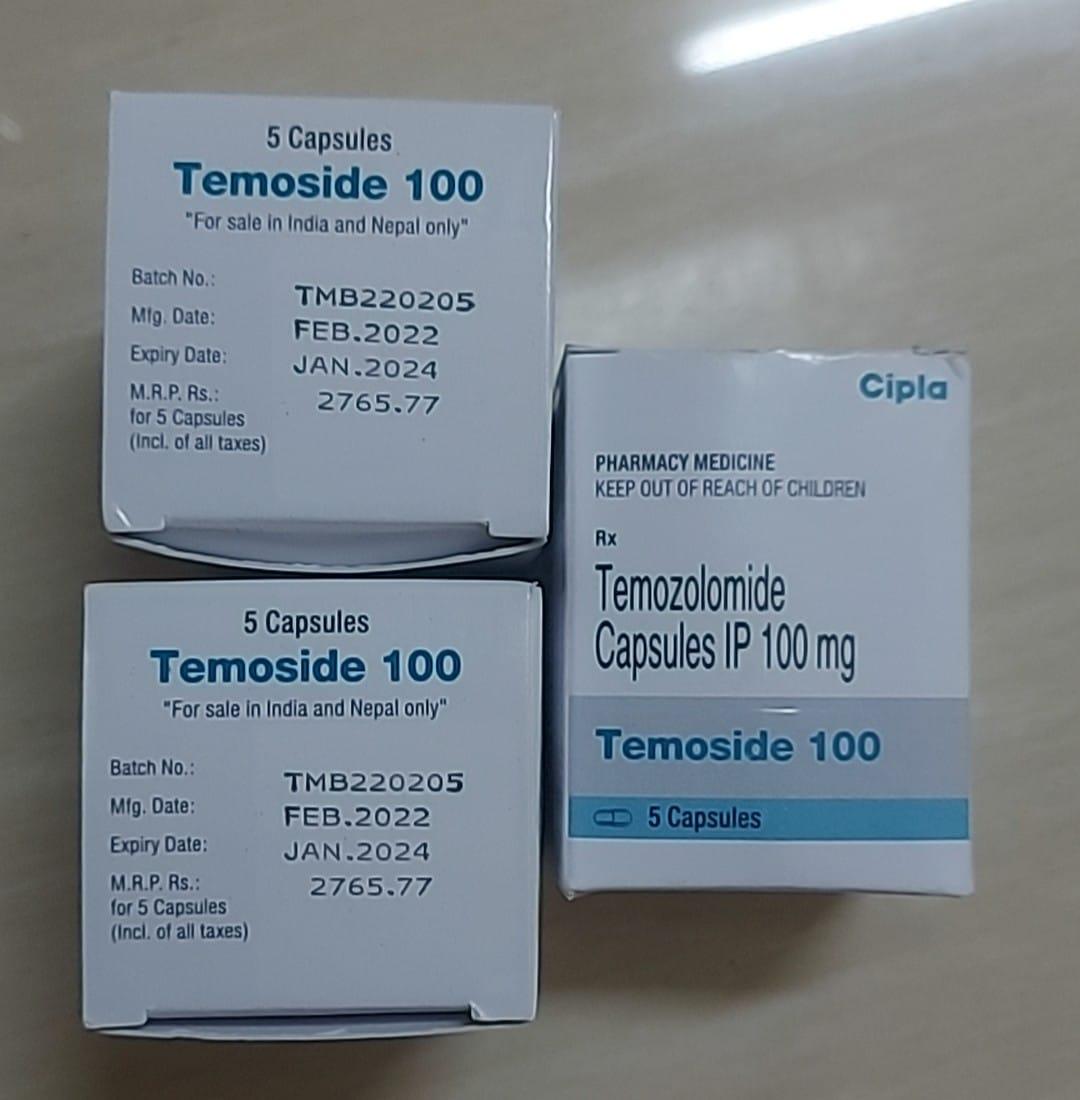 5 Capsules
Temoside 100
"For sale in India and Nepal only"
Batch No.: TMB220205
Mfg. Date: FEB.2022
Expiry Date: JAN.2024
M.R.P. Rs.: 2765.77
for 5 Capsules
(Incl. of all taxes)
5 Capsules
Temoside 100
"For sale in India and Nepal only"
Batch No.: TMB220205
Mfg. Date: FEB.2022
Expiry Date: JAN.2024
M.R.P. Rs.: 2765.77
for 5 Capsules
(Incl. of all taxes)
Cipla
PHARMACY MEDICINE
KEEP OUT OF REACH OF CHILDREN
Rx
Temozolomide
Capsules IP 100 mg
Temoside 100
5 Capsules